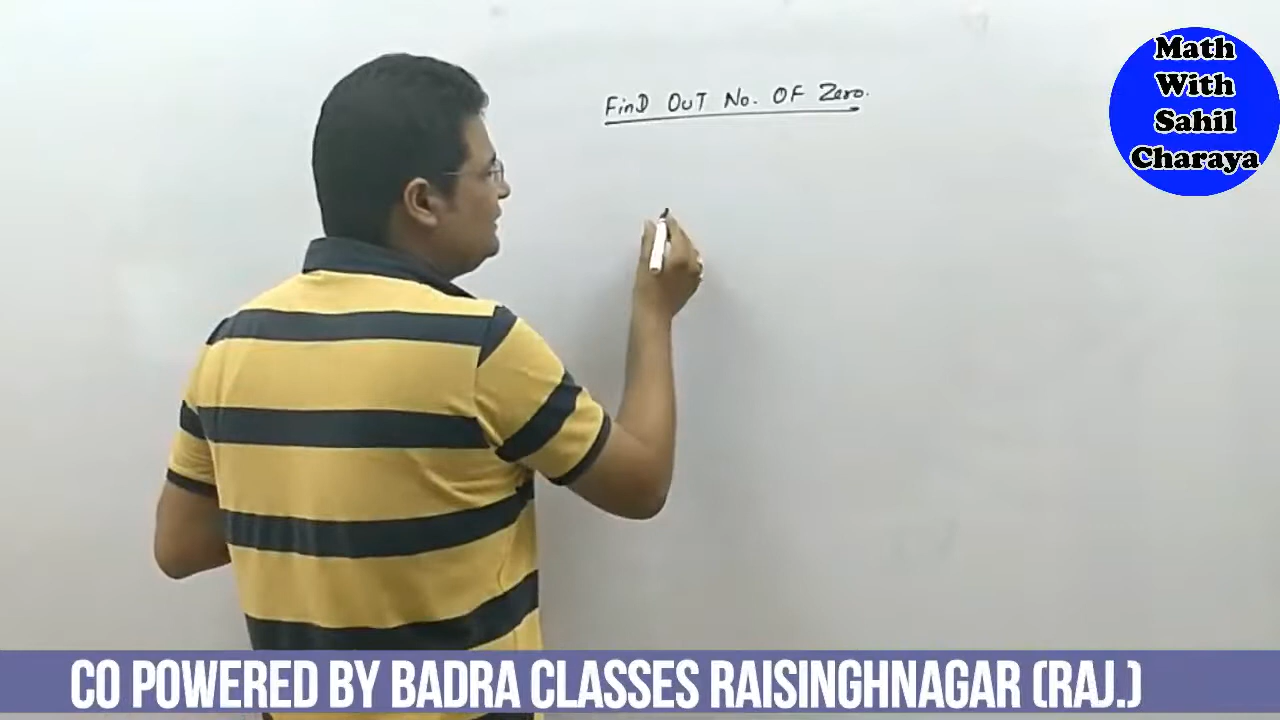 FinD OuT No. OF Zero.
Math
With
Sahil
Charaya
CO POWERED BY BADRA CLASSES RAISINGHNAGAR (RAJ.)